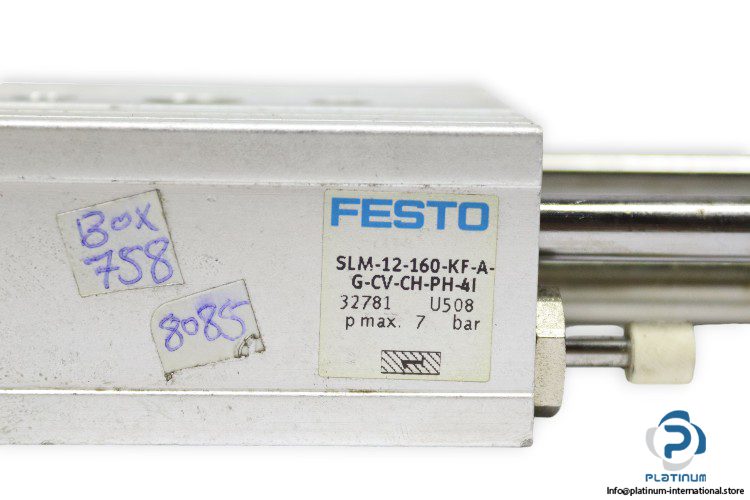 BOX
758
8085
FESTO
SLM-12-160-KF-A-
G-CV-CH-PH-4I
32781 U508
p max. 7 bar
PLATINUM
Info@platinum-international.store